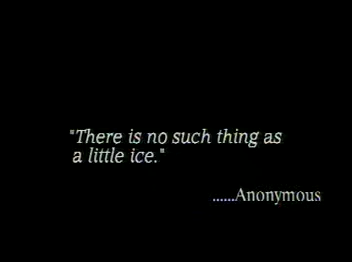 "There is no such thing as
a little ice."
......Anonymous